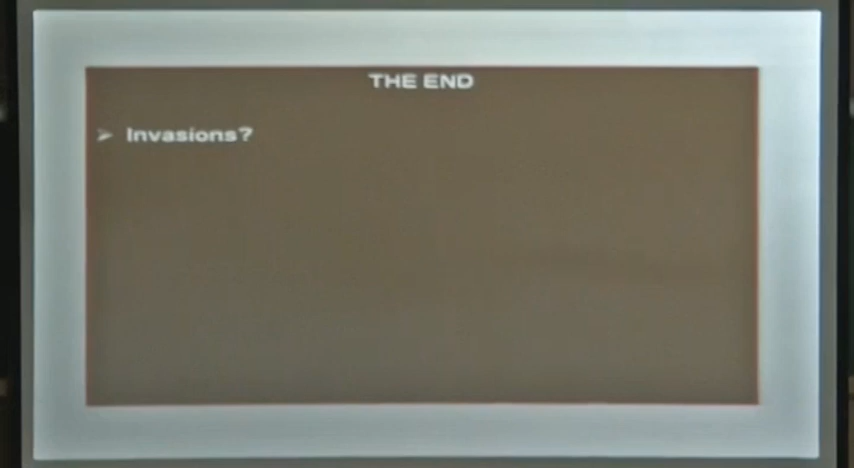 THE END
➢ Invasions?